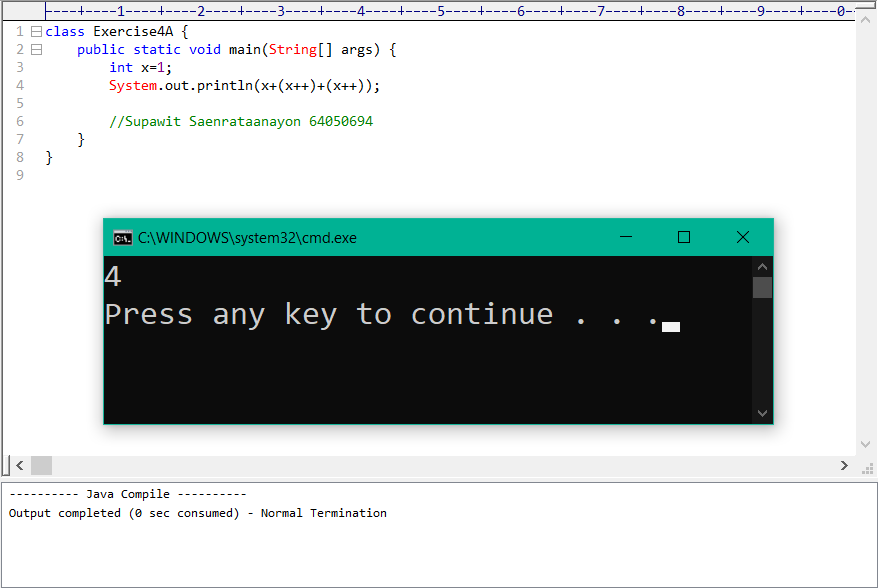 ----+----1----+----2----+----3----+----4----+----5----+----6----+----7----+----8----+----9----+----0--
1 class Exercise4A {
2     public static void main(String[] args) {
3         int x=1;
4         System.out.println(x+(x++)+(x++));
5
6         //Supawit Saenrataanayon 64050694
7     }
8 }
9
C:\WINDOWS\system32\cmd.exe
4
Press any key to continue . . .
---------- Java Compile ----------
Output completed (0 sec consumed) - Normal Termination